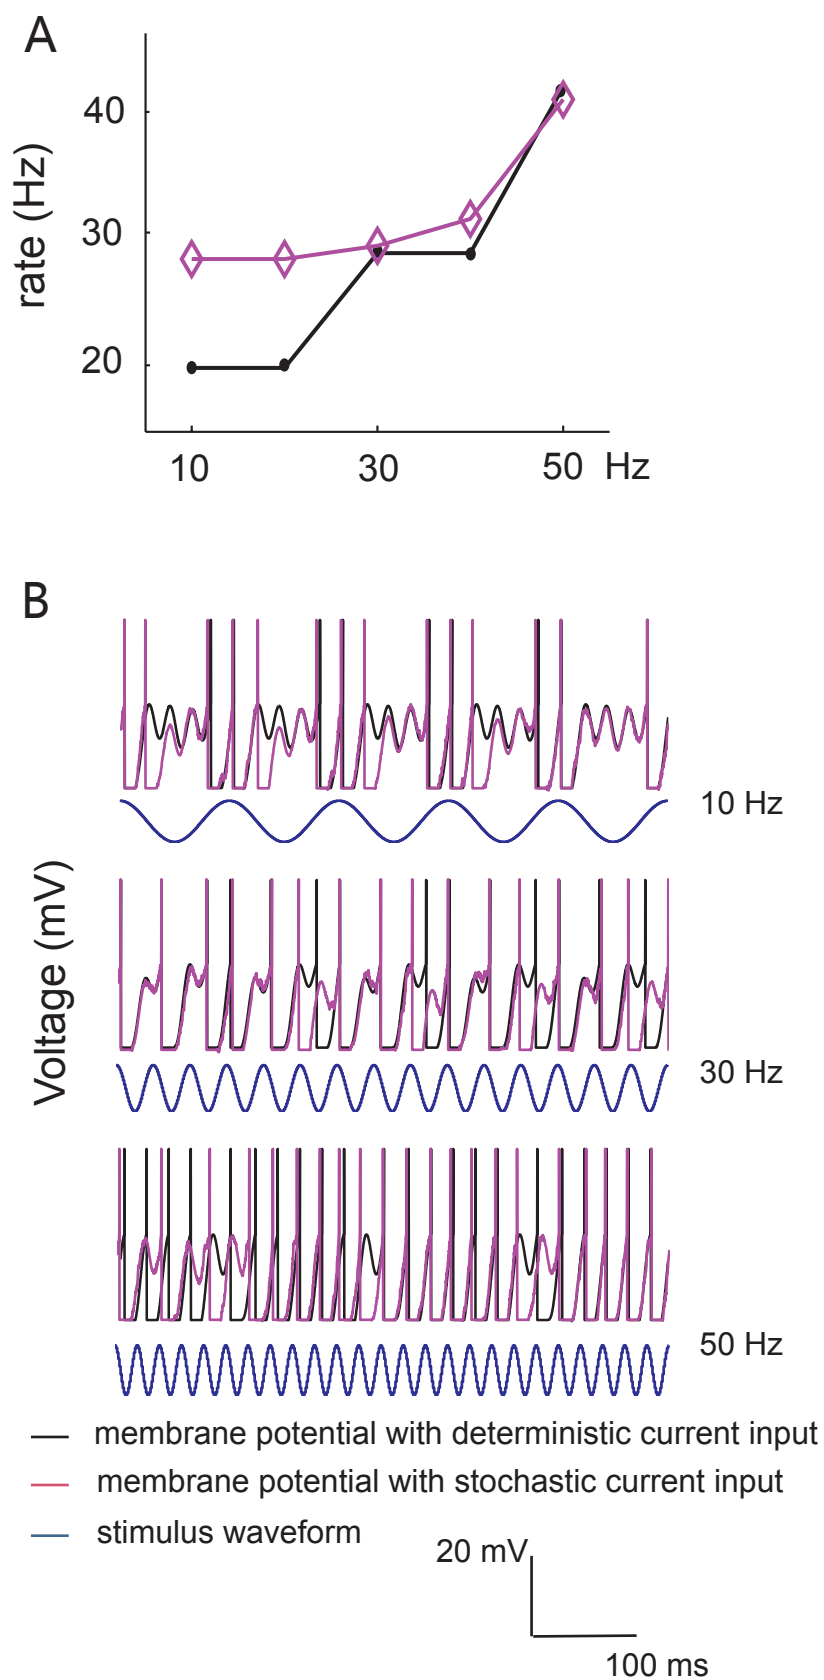 A
rate (Hz)
40
30
20
10 30 50 Hz
B
Voltage (mV)
10 Hz
30 Hz
50 Hz
membrane potential with deterministic current input
membrane potential with stochastic current input
stimulus waveform
20 mV
100 ms